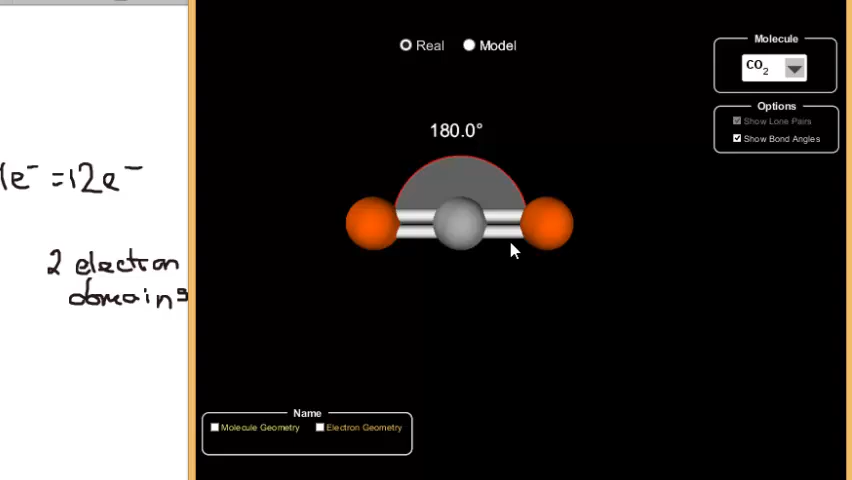 Real
Model
Molecule
CO2
Options
Show Lone Pairs
Show Bond Angles
180.0°
e⁻ = 12e⁻
2 electron
domains
Name
Molecule Geometry
Electron Geometry